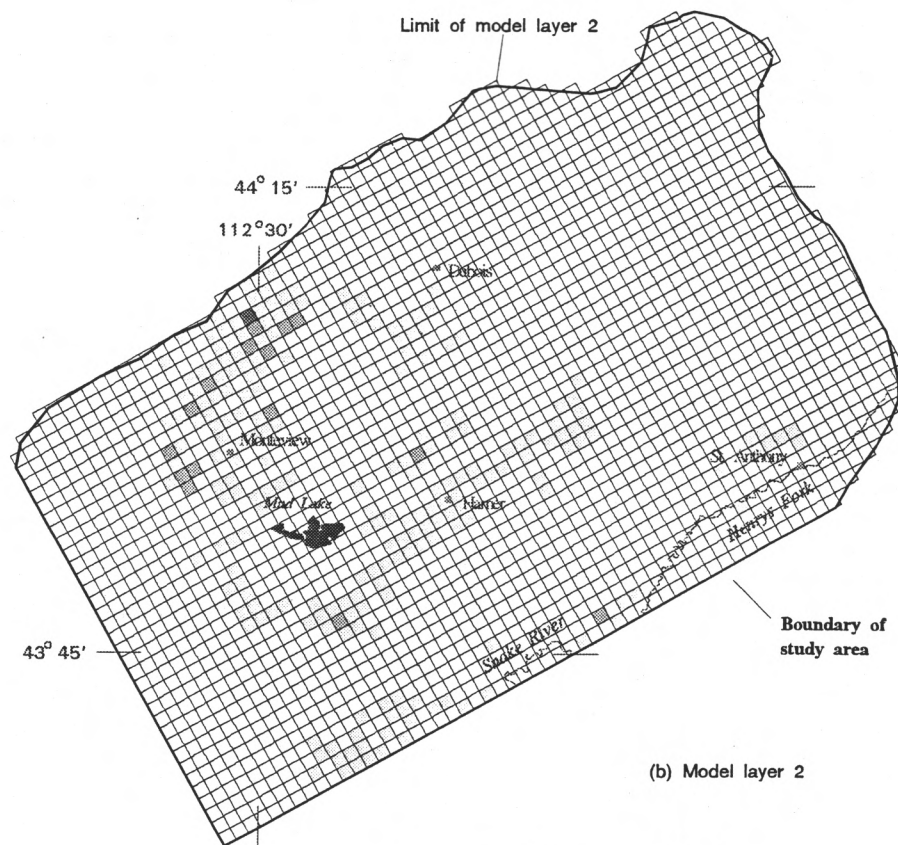 Limit of model layer 2
44° 15'
112° 30'
Dubois
Monteview
St. Anthony
Mud Lake
Hamer
Henrys Fork
Snake River
Boundary of
study area
43° 45'
(b) Model layer 2